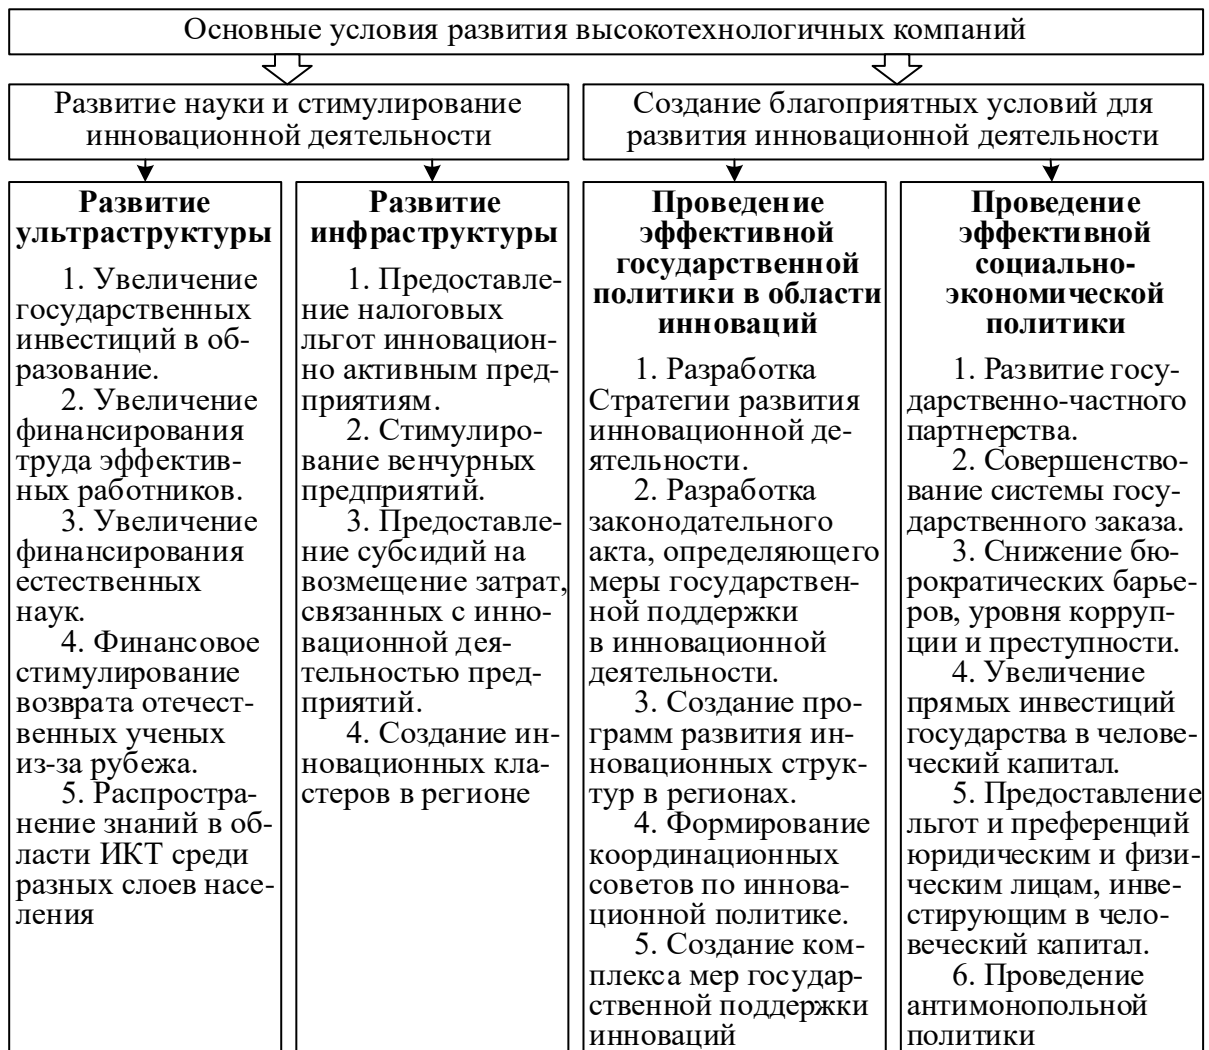 Основные условия развития высокотехнологичных компаний
Развитие науки и стимулирование
инновационной деятельности
Создание благоприятных условий для
развития инновационной деятельности
Развитие
ультраструктуры
1. Увеличение
государственных
инвестиций в об-
разование.
2. Увеличение
финансирования
труда эффектив-
ных работников.
3. Увеличение
финансирования
естественных
наук.
4. Финансовое
стимулирование
возврата отечест-
венных ученых
из-за рубежа.
5. Распростра-
нение знаний в об-
ласти ИКТ среди
разных слоев насе-
ления
Развитие
инфраструктуры
1. Предоставле-
ние налоговых
льгот инновацион-
но активным пред-
приятиям.
2. Стимулиро-
вание венчурных
предприятий.
3. Предоставле-
ние субсидий на
возмещение затрат,
связанных с инно-
вационной дея-
тельностью пред-
приятий.
4. Создание ин-
новационных кла-
стеров в регионе
Проведение
эффективной
государственной
политики в области
инноваций
1. Разработка
Стратегии развития
инновационной де-
ятельности.
2. Разработка
законодательного
акта, определяющего
меры государствен-
ной поддержки
в инновационной
деятельности.
3. Создание про-
грамм развития ин-
новационных струк-
тур в регионах.
4. Формирование
координационных
советов по иннова-
ционной политике.
5. Создание ком-
плекса мер государ-
ственной поддержки
инноваций
Проведение
эффективной
социально-
экономической
политики
1. Развитие госу-
дарственно-частного
партнерства.
2. Совершенство-
вание системы госу-
дарственного заказа.
3. Снижение бю-
рократических барье-
ров, уровня корруп-
ции и преступности.
4. Увеличение
прямых инвестиций
государства в челове-
ческий капитал.
5. Предоставление
льгот и преференций
юридическим и физи-
ческим лицам, инве-
стирующим в чело-
веческий капитал.
6. Проведение
антимонопольной
политики